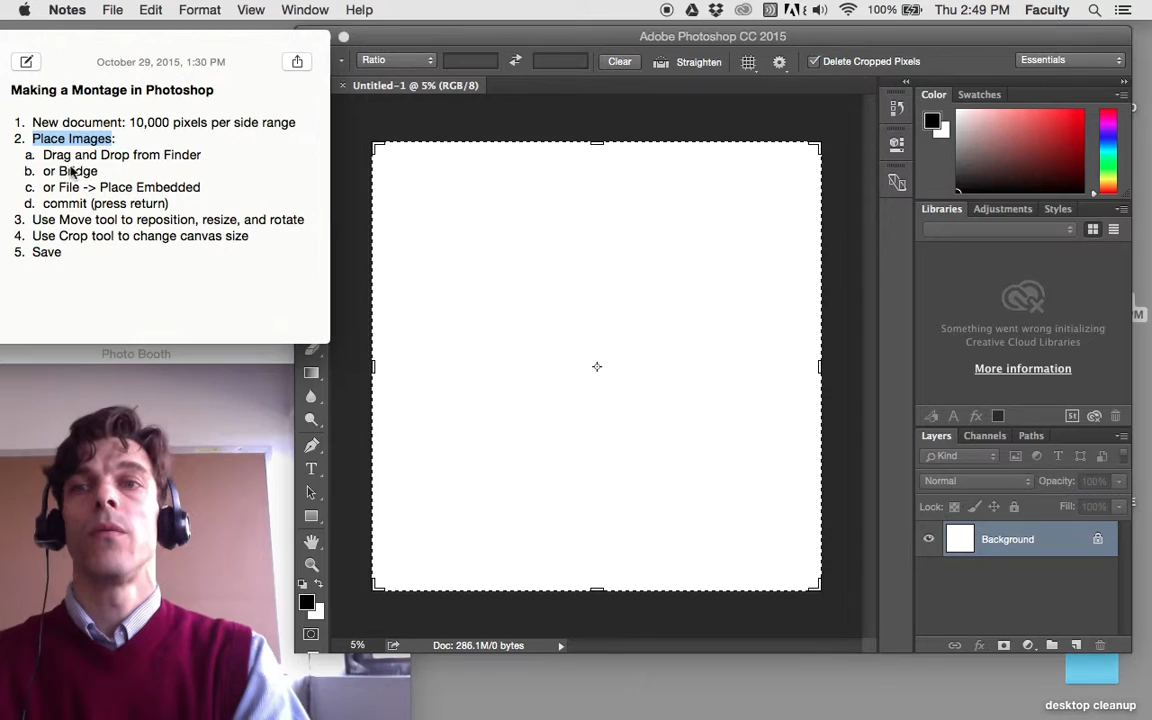 Notes File Edit View Window Help 100% Thu 2:49 PM Faculty
October 29, 2015, 1:30 PM
Making a Montage in Photoshop
1. New document: 10,000 pixels per side range
2. Place Images:
a. Drag and Drop from Finder
b. or Bridge
c. or File -> Place Embedded
d. commit (press return)
3. Use Move tool to reposition, resize, and rotate
4. Use Crop tool to change canvas size
5. Save
Photo Booth
Adobe Photoshop CC 2015
Ratio Clear Straighten Delete Cropped Pixels Essentials
Untitled-1 @ 5% (RGB/8)
5% Doc: 286.1M/0 bytes
Color Swatches
Libraries Adjustments Styles
Something went wrong initializing
Creative Cloud Libraries
More information
St
Layers Channels Paths
Kind
Normal Opacity: 100%
Lock: Fill: 100%
Background
PM
desktop cleanup